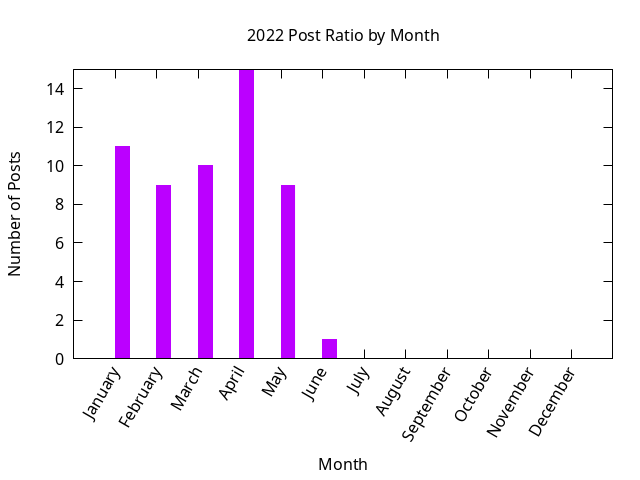 2022 Post Ratio by Month
Number of Posts
14
12
10
8
6
4
2
0
January
February
March
April
May
June
July
August
September
October
November
December
Month